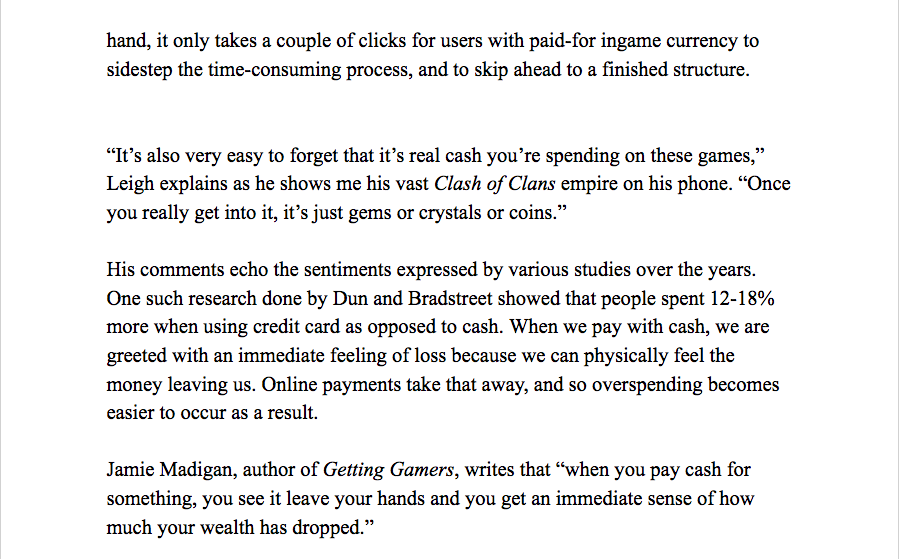 hand, it only takes a couple of clicks for users with paid-for ingame currency to
sidestep the time-consuming process, and to skip ahead to a finished structure.
“It’s also very easy to forget that it’s real cash you’re spending on these games,”
Leigh explains as he shows me his vast Clash of Clans empire on his phone. “Once
you really get into it, it’s just gems or crystals or coins.”
His comments echo the sentiments expressed by various studies over the years.
One such research done by Dun and Bradstreet showed that people spent 12-18%
more when using credit card as opposed to cash. When we pay with cash, we are
greeted with an immediate feeling of loss because we can physically feel the
money leaving us. Online payments take that away, and so overspending becomes
easier to occur as a result.
Jamie Madigan, author of Getting Gamers, writes that “when you pay cash for
something, you see it leave your hands and you get an immediate sense of how
much your wealth has dropped.”